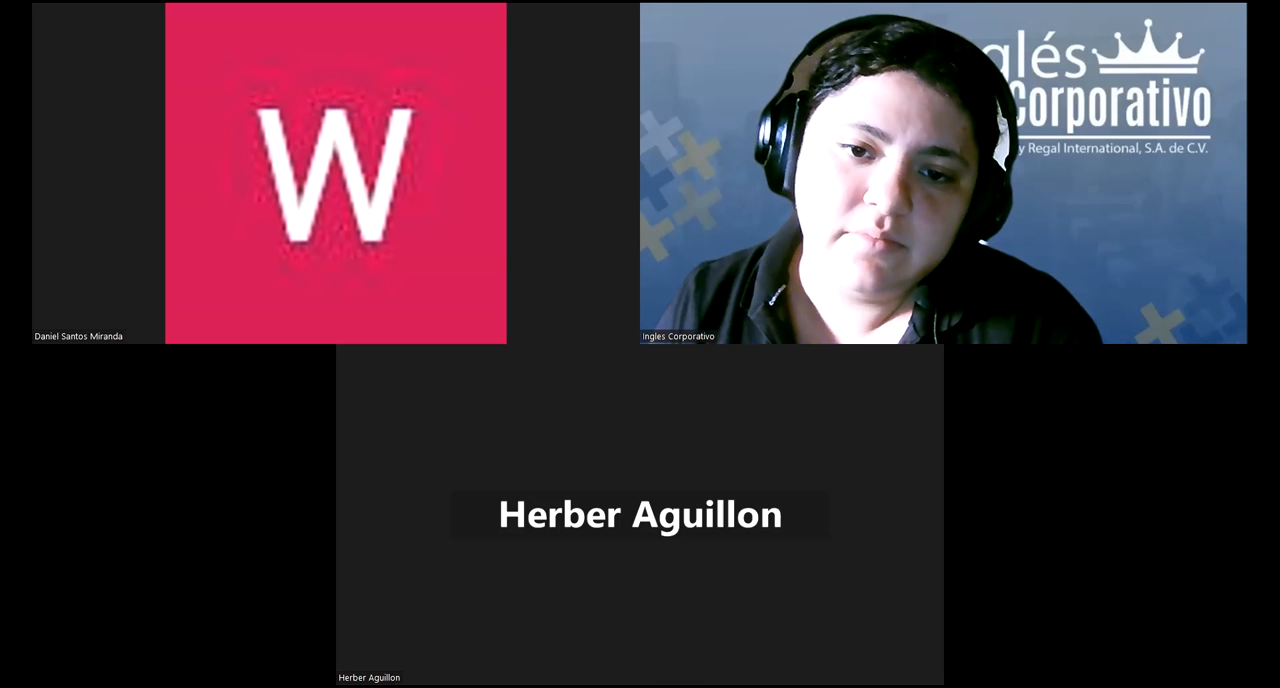 W
Daniel Santos Miranda
glés
Corporativo
y Regal International, S.A. de C.V.
Ingles Corporativo
Herber Aguillon
Herber Aguillon